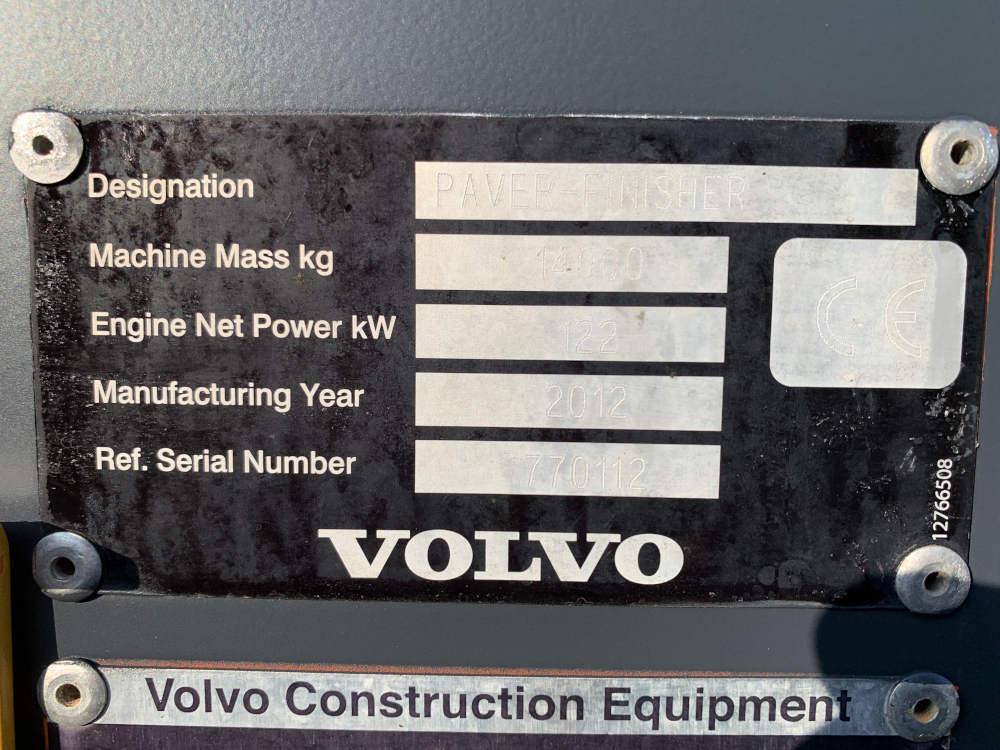 Designation PAVER FINISHER
Machine Mass kg
Engine Net Power kW 122
Manufacturing Year 2012
Ref. Serial Number 770112
CE
12766508
VOLVO
Volvo Construction Equipment